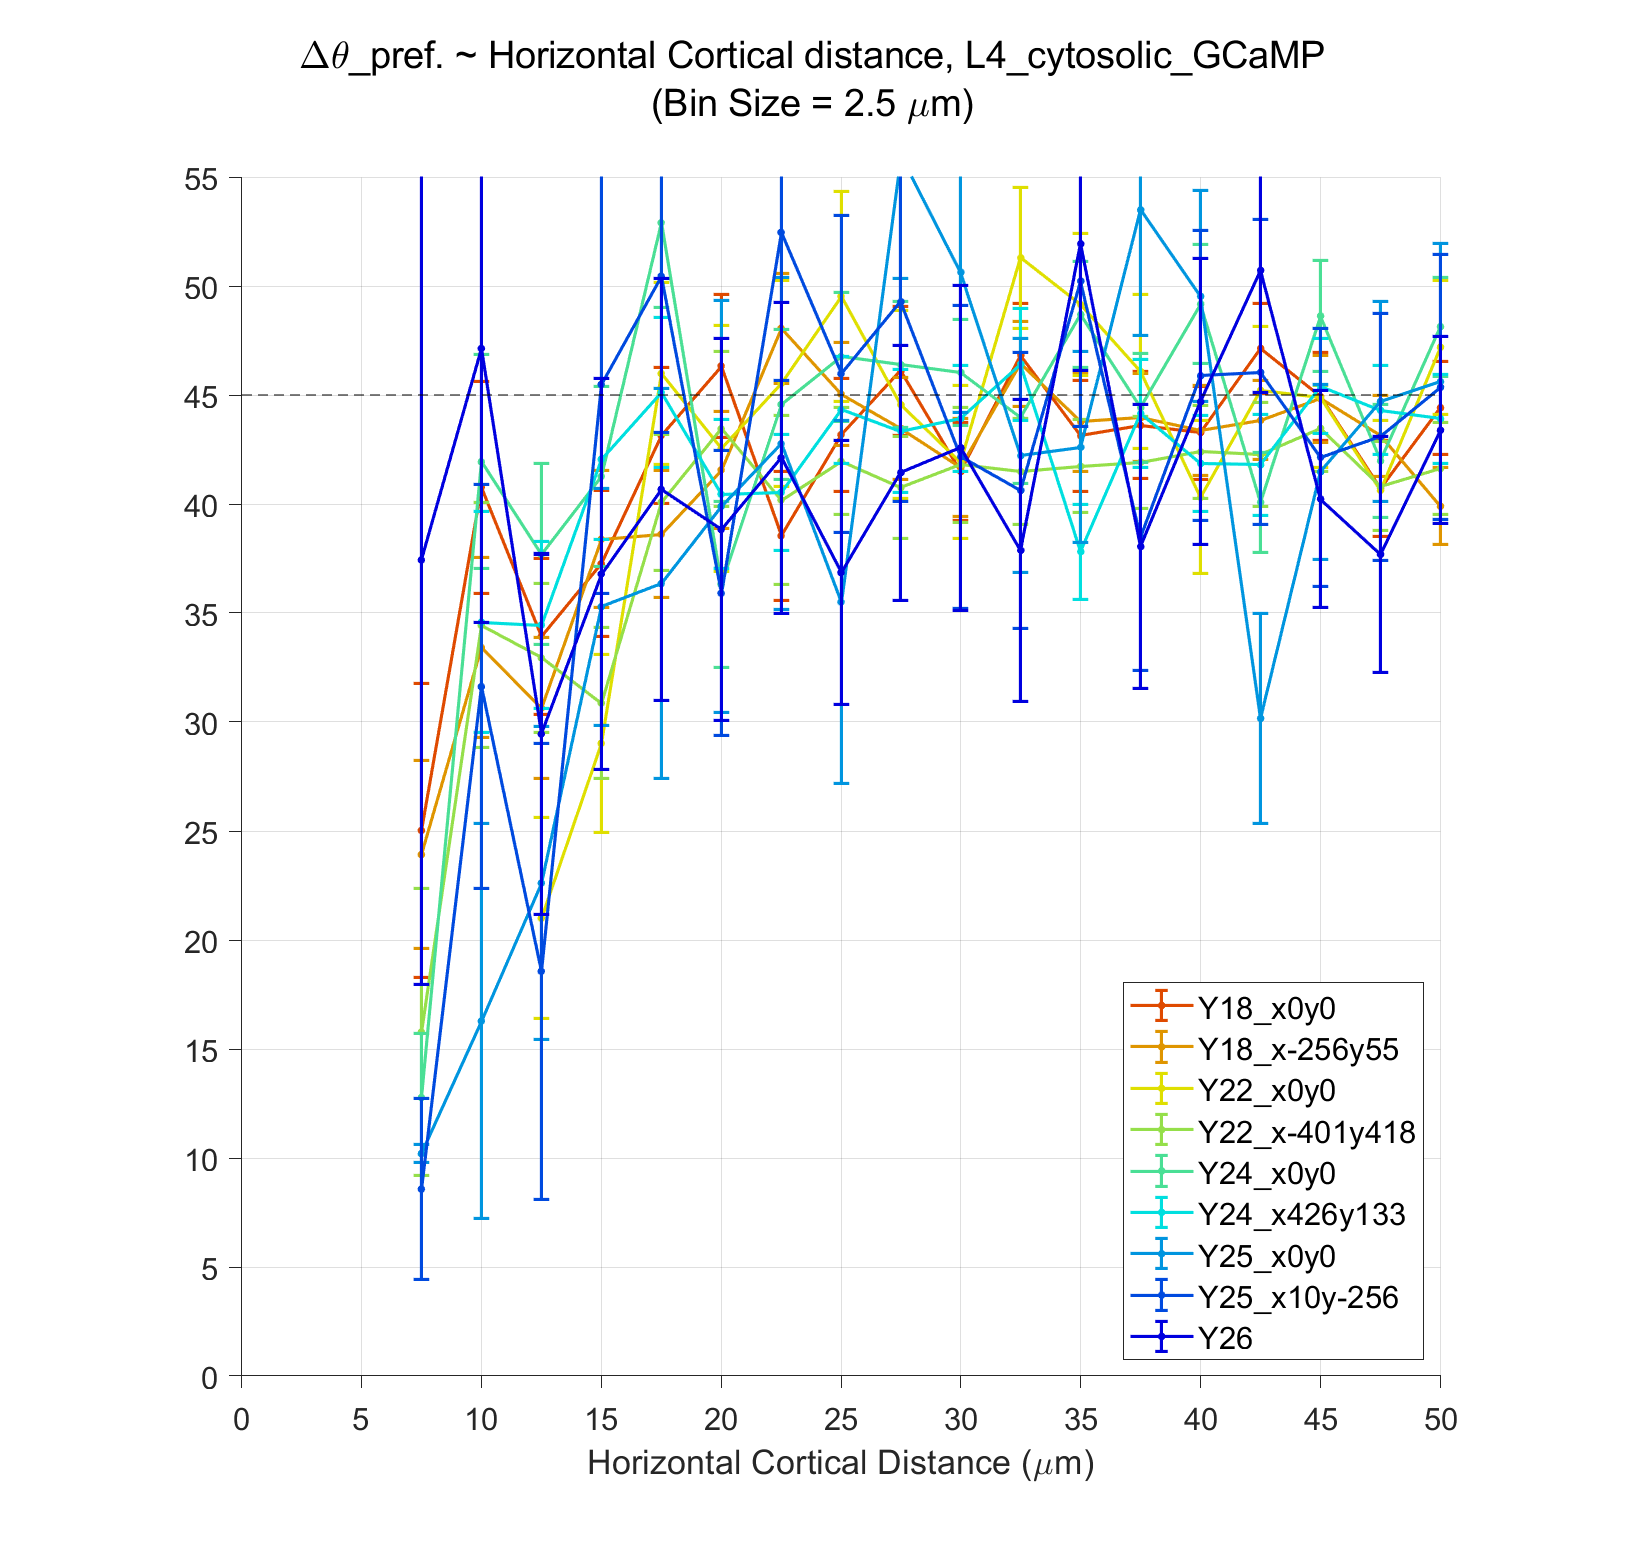 Δθ_pref. ~ Horizontal Cortical distance, L4_cytosolic_GCaMP
(Bin Size = 2.5 μm)
55
50
45
40
35
30
25
20
15
10
5
0
Y18_x0y0
Y18_x-256y55
Y22_x0y0
Y22_x-401y418
Y24_x0y0
Y24_x426y133
Y25_x0y0
Y25_x10y-256
Y26
0 5 10 15 20 25 30 35 40 45 50
Horizontal Cortical Distance (μm)